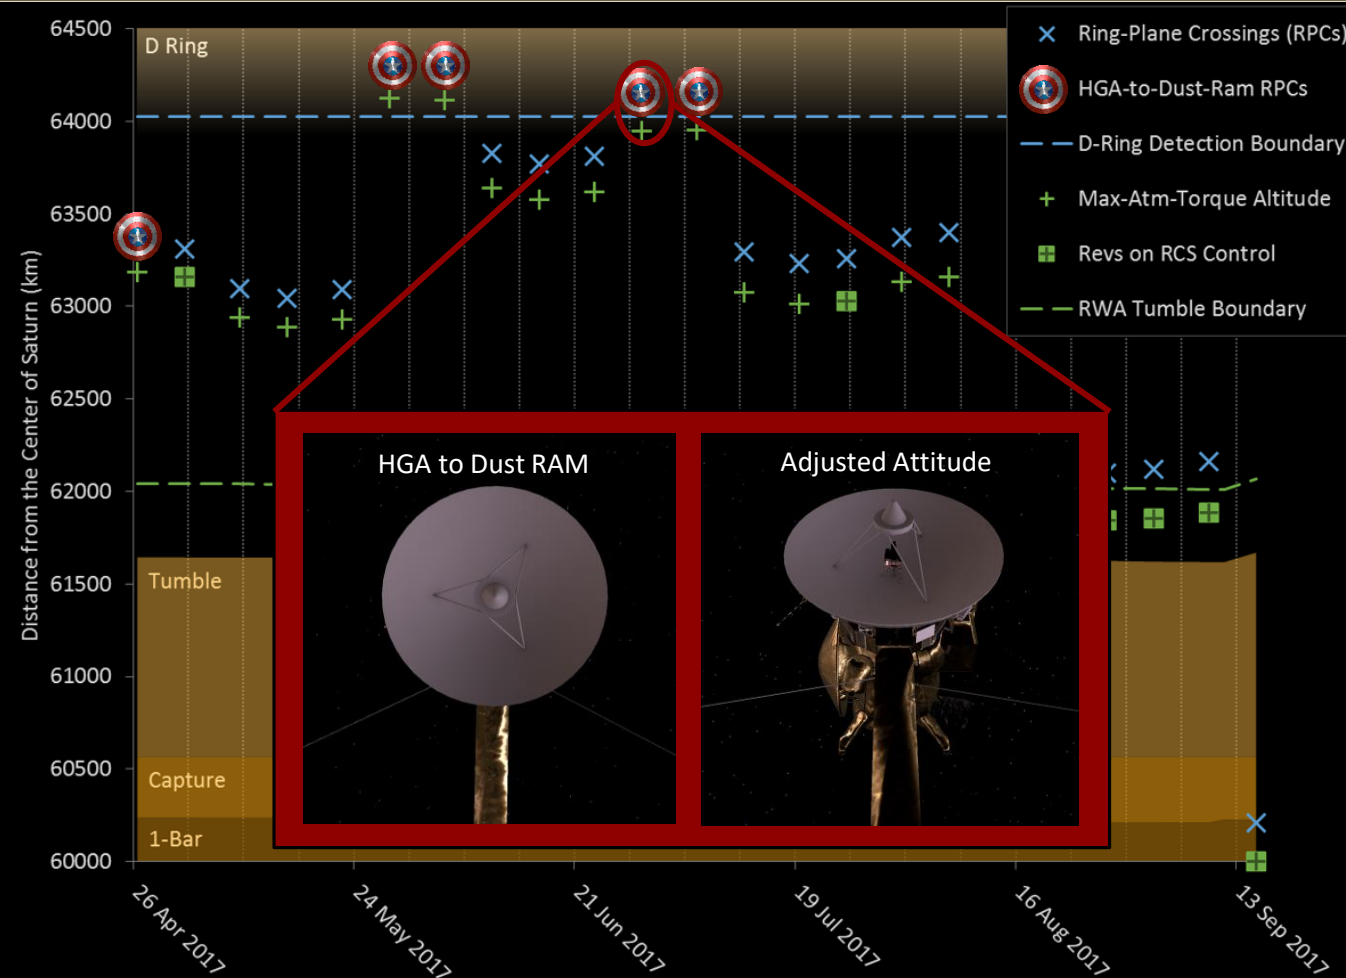 64500
64000
63500
63000
62500
62000
61500
61000
60500
60000
Distance from the Center of Saturn (km)
D Ring
Tumble
Capture
1-Bar
Ring-Plane Crossings (RPCs)
HGA-to-Dust-Ram RPCs
D-Ring Detection Boundary
Max-Atm-Torque Altitude
Revs on RCS Control
RWA Tumble Boundary
HGA to Dust RAM
Adjusted Attitude
26 Apr 2017
24 May 2017
21 Jun 2017
19 Jul 2017
16 Aug 2017
13 Sep 2017